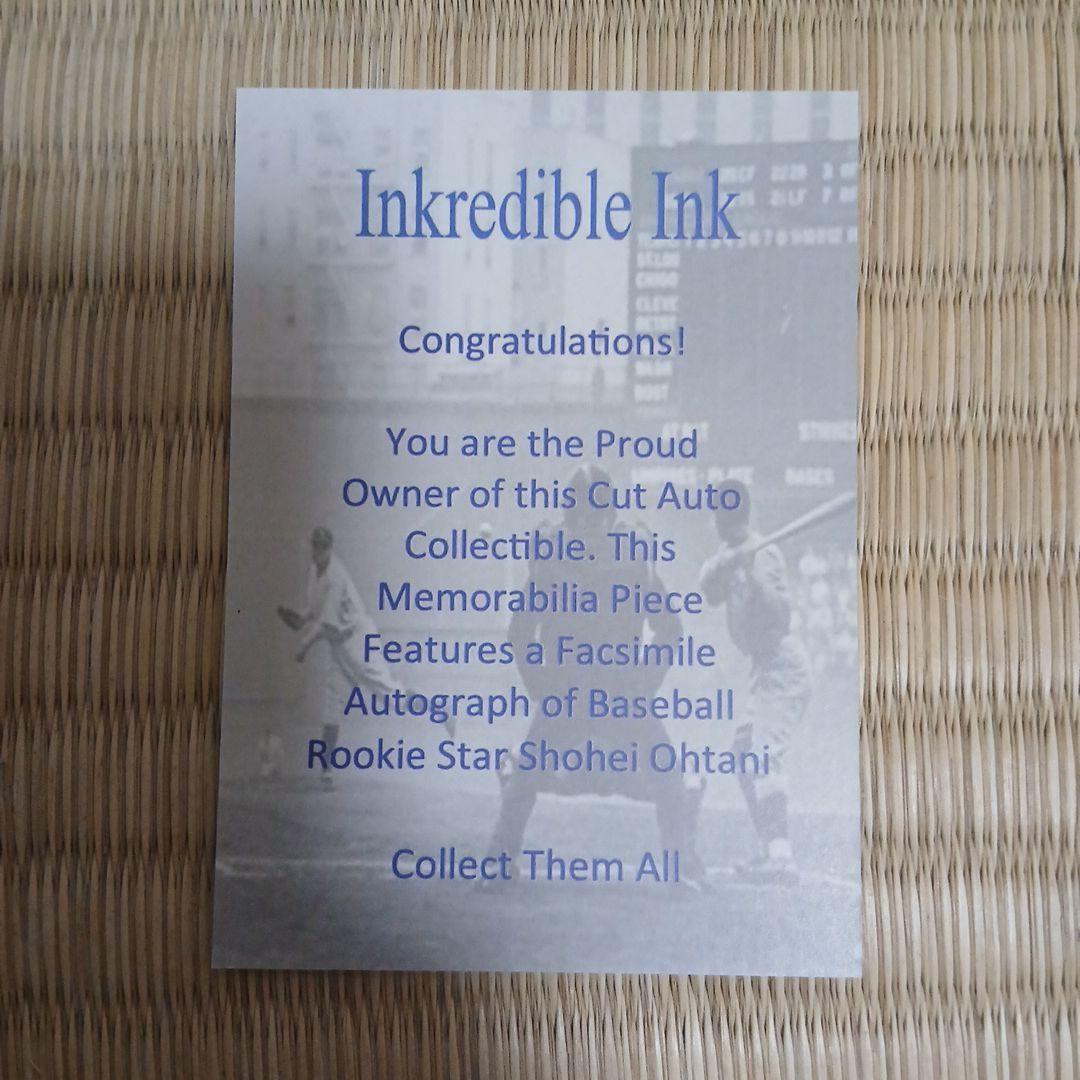 Inkredible Ink
Congratulations!
You are the Proud
Owner of this Cut Auto
Collectible. This
Memorabilia Piece
Features a Facsimile
Autograph of Baseball
Rookie Star Shohei Ohtani
Collect Them All